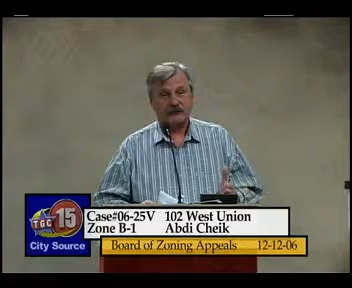 TGC 15
City Source
Case#06-25V 102 West Union
Zone B-1 Abdi Cheik
Board of Zoning Appeals 12-12-06